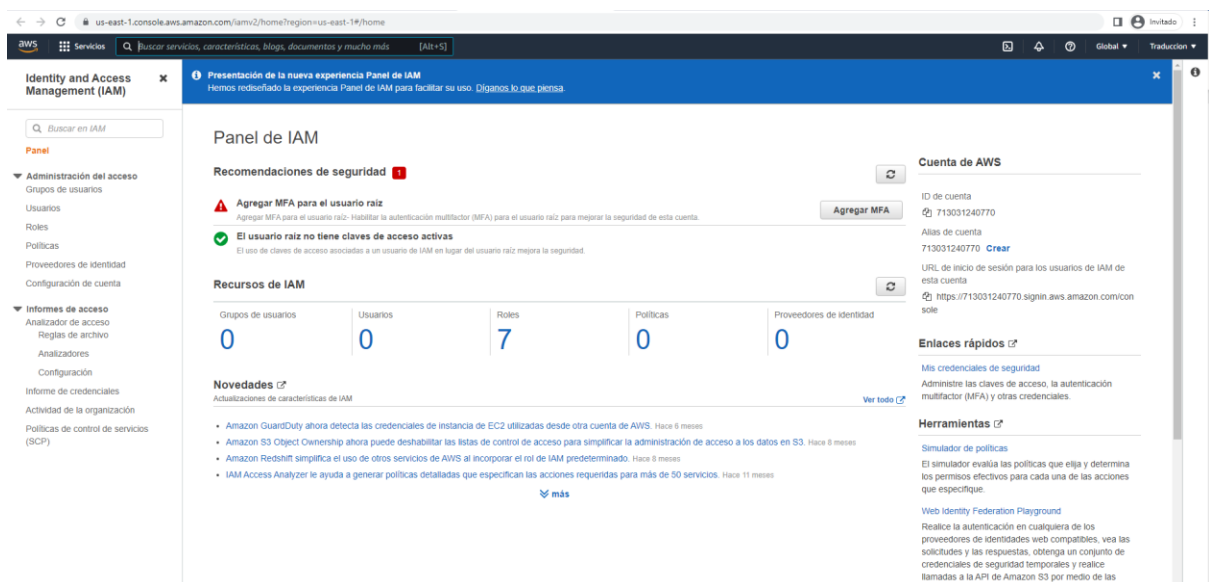 us-east-1.console.aws.amazon.com/iamv2/home?region=us-east-1#/home
Invitado
aws
Servicios
Buscar servicios, características, blogs, documentos y mucho más
[Alt+S]
Global
Traduccion
Identity and Access
Management (IAM)
Buscar en IAM
Panel
Administración del acceso
Grupos de usuarios
Usuarios
Roles
Políticas
Proveedores de identidad
Configuración de cuenta
Informes de acceso
Analizador de acceso
Reglas de archivo
Analizadores
Configuración
Informe de credenciales
Actividad de la organización
Políticas de control de servicios
(SCP)
Presentación de la nueva experiencia Panel de IAM
Hemos rediseñado la experiencia Panel de IAM para facilitar su uso. Díganos lo que piensa.
Panel de IAM
Recomendaciones de seguridad 1
Agregar MFA para el usuario raíz
Agregar MFA para el usuario raíz- Habilitar la autenticación multifactor (MFA) para el usuario raíz para mejorar la seguridad de esta cuenta.
Agregar MFA
El usuario raíz no tiene claves de acceso activas
El uso de claves de acceso asociadas a un usuario de IAM en lugar del usuario raíz mejora la seguridad.
Recursos de IAM
Grupos de usuarios
0
Usuarios
0
Roles
7
Políticas
0
Proveedores de identidad
0
Novedades
Actualizaciones de características de IAM
Ver todo
Amazon GuardDuty ahora detecta las credenciales de instancia de EC2 utilizadas desde otra cuenta de AWS. Hace 6 meses
Amazon S3 Object Ownership ahora puede deshabilitar las listas de control de acceso para simplificar la administración de acceso a los datos en S3. Hace 8 meses
Amazon Redshift simplifica el uso de otros servicios de AWS al incorporar el rol de IAM predeterminado. Hace 8 meses
IAM Access Analyzer le ayuda a generar políticas detalladas que especifican las acciones requeridas para más de 50 servicios. Hace 11 meses
más
Cuenta de AWS
ID de cuenta
713031240770
Alias de cuenta
713031240770 Crear
URL de inicio de sesión para los usuarios de IAM de
esta cuenta
https://713031240770.signin.aws.amazon.com/con
sole
Enlaces rápidos
Mis credenciales de seguridad
Administre las claves de acceso, la autenticación
multifactor (MFA) y otras credenciales.
Herramientas
Simulador de políticas
El simulador evalúa las políticas que elija y determina
los permisos efectivos para cada una de las acciones
que especifique.
Web Identity Federation Playground
Realice la autenticación en cualquiera de los
proveedores de identidades web compatibles, vea las
solicitudes y las respuestas, obtenga un conjunto de
credenciales de seguridad temporales y realice
llamadas a la API de Amazon S3 por medio de las